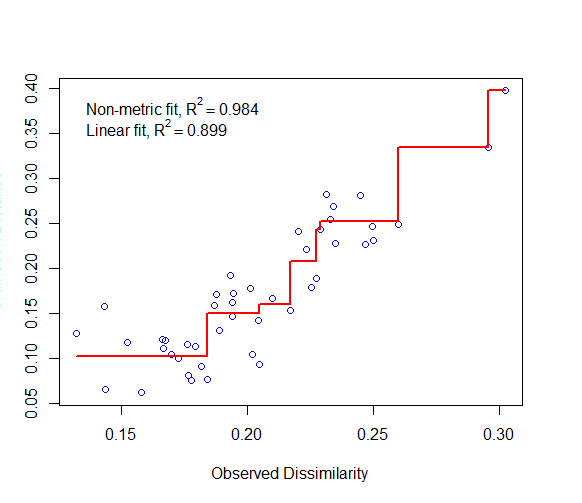 Non-metric fit, R² = 0.984
Linear fit, R² = 0.899
0.40
0.35
0.30
0.25
0.20
0.15
0.10
0.05
0.15 0.20 0.25 0.30
Observed Dissimilarity